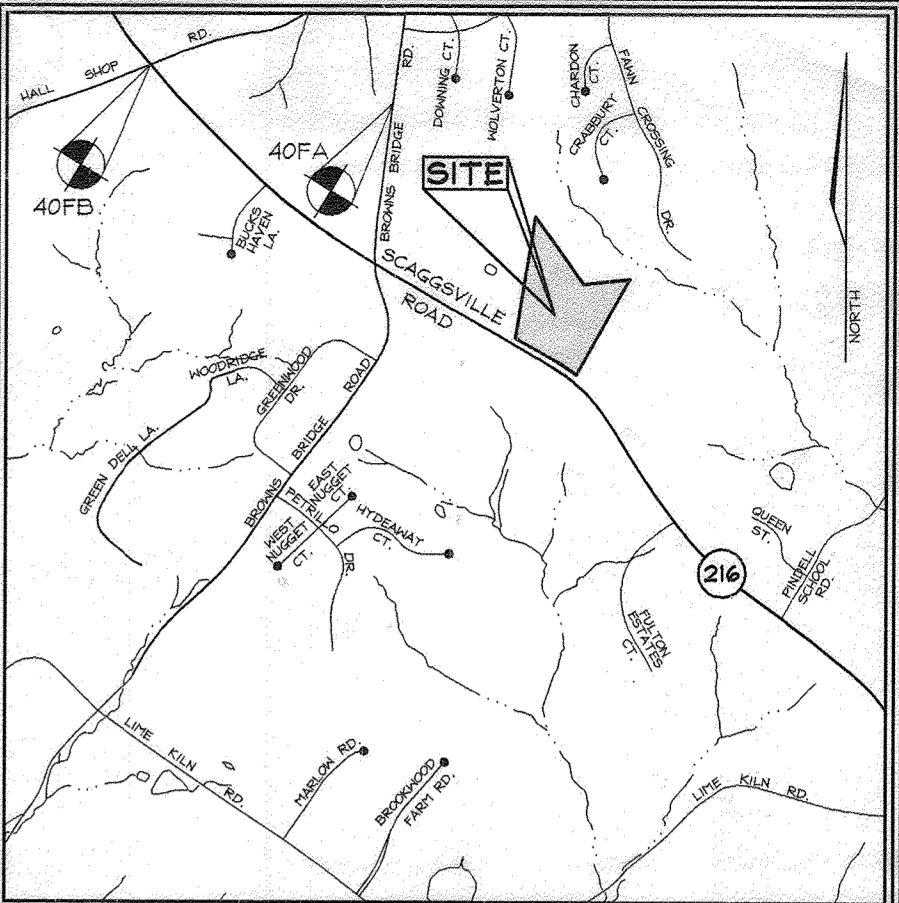 HALL SHOP RD.
RD.
DOWNING CT.
WOLVERTON CT.
CHARDON CT.
FAWN CROSSING DR.
CRABBURY CT.
40FA
40FB
BROWNS BRIDGE
SITE
BUCKS HAVEN LA.
SCAGGSVILLE ROAD
NORTH
WOODRIDGE LA.
GREENWOOD DR.
GREEN DELL LA.
BROWNS BRIDGE ROAD
EAST NUGGET CT.
PETRILO DR.
WEST NUGGET CT.
HYDEAWAT CT.
QUEEN ST.
PINDELL SCHOOL RD.
216
FULTON ESTATES CT.
LIME KILN RD.
MARLOW RD.
BROOKWOOD FARM RD.
LIME KILN RD.